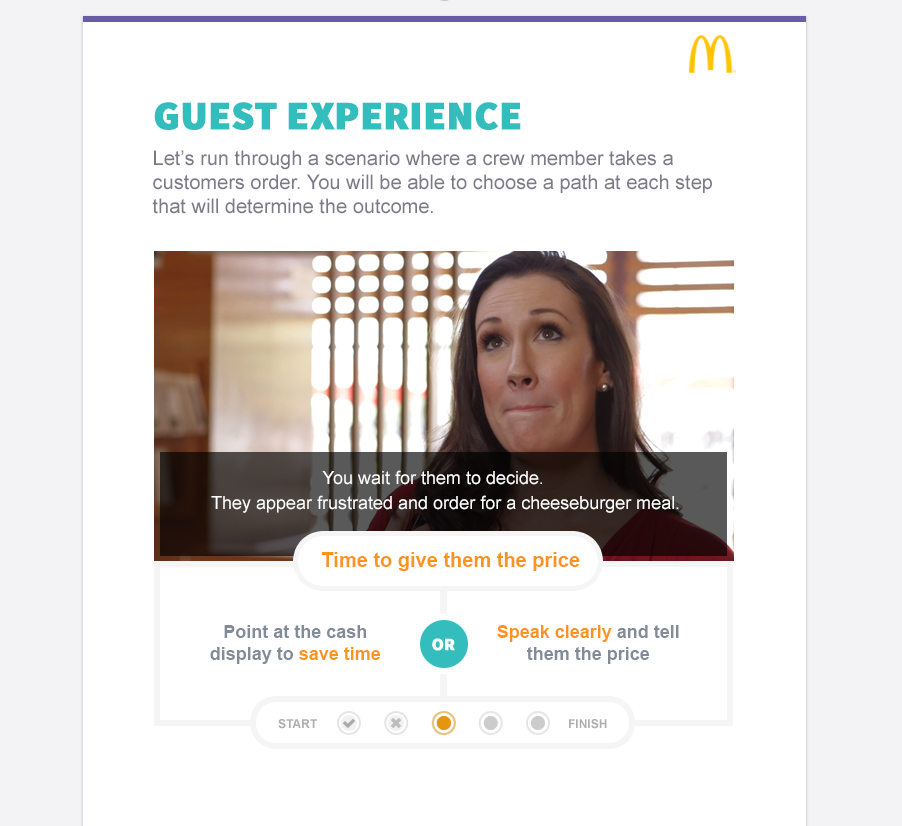 GUEST EXPERIENCE
Let's run through a scenario where a crew member takes a
customers order. You will be able to choose a path at each step
that will determine the outcome.
You wait for them to decide.
They appear frustrated and order for a cheeseburger meal.
Time to give them the price
Point at the cash
display to save time
OR
Speak clearly and tell
them the price
START
FINISH